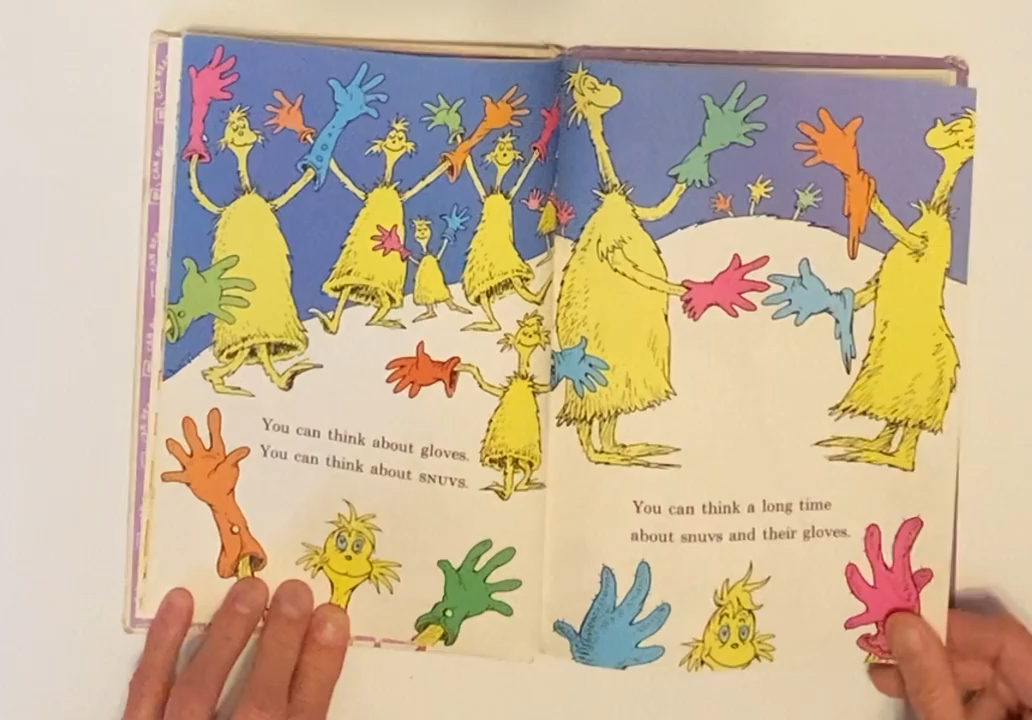 You can think about gloves.
You can think about SNUVS.
You can think a long time
about snuvs and their gloves.